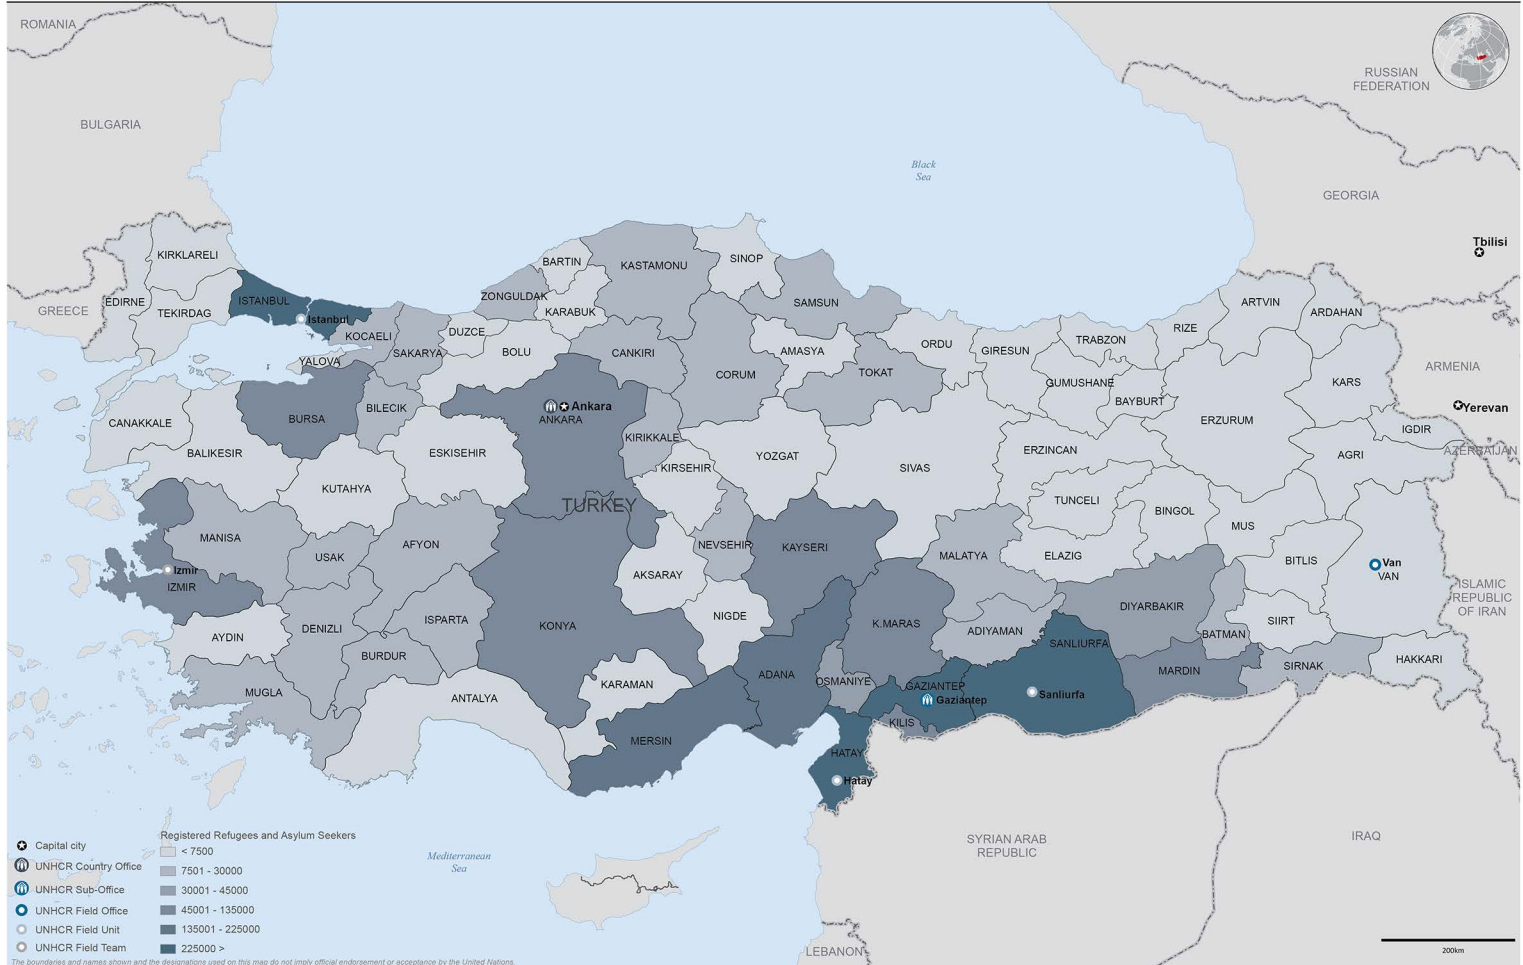 ROMANIA
RUSSIAN
FEDERATION
BULGARIA
Black
Sea
GEORGIA
Tbilisi
KIRKLARELI
BARTIN
KASTAMONU
SINOP
EDIRNE
ISTANBUL
ZONGULDAK
SAMSUN
ARTVIN
GREECE
TEKIRDAG
Istanbul
KARABUK
ARDAHAN
KOCAELI
DUZCE
RIZE
YALOVA
SAKARYA
BOLU
CANKIRI
AMASYA
ORDU
GIRESUN
TRABZON
ARMENIA
CORUM
TOKAT
GUMUSHANE
KARS
BILECIK
Ankara
BAYBURT
Yerevan
CANAKKALE
BURSA
ANKARA
ERZURUM
IGDIR
KIRIKKALE
BALIKESIR
ESKISEHIR
YOZGAT
ERZINCAN
AGRI
AZERBAIJAN
KIRSEHIR
SIVAS
KUTAHYA
TURKEY
TUNCELI
BINGOL
MUS
MANISA
USAK
AFYON
NEVSEHIR
KAYSERI
MALATYA
ELAZIG
BITLIS
Van
VAN
Izmir
IZMIR
AKSARAY
ISLAMIC
REPUBLIC
OF IRAN
DIYARBAKIR
AYDIN
DENIZLI
ISPARTA
KONYA
NIGDE
K.MARAS
ADIYAMAN
SIIRT
BATMAN
SANLIURFA
BURDUR
HAKKARI
MUGLA
ANTALYA
KARAMAN
ADANA
OSMANIYE
GAZIANTEP
Gaziantep
Sanliurfa
MARDIN
SIRNAK
KILIS
MERSIN
HATAY
Hatay
SYRIAN ARAB
REPUBLIC
IRAQ
Mediterranean
Sea
LEBANON
Capital city
UNHCR Country Office
UNHCR Sub-Office
UNHCR Field Office
UNHCR Field Unit
UNHCR Field Team
Registered Refugees and Asylum Seekers
< 7500
7501 - 30000
30001 - 45000
45001 - 135000
135001 - 225000
225000 >
200km
The boundaries and names shown and the designations used on this map do not imply official endorsement or acceptance by the United Nations.